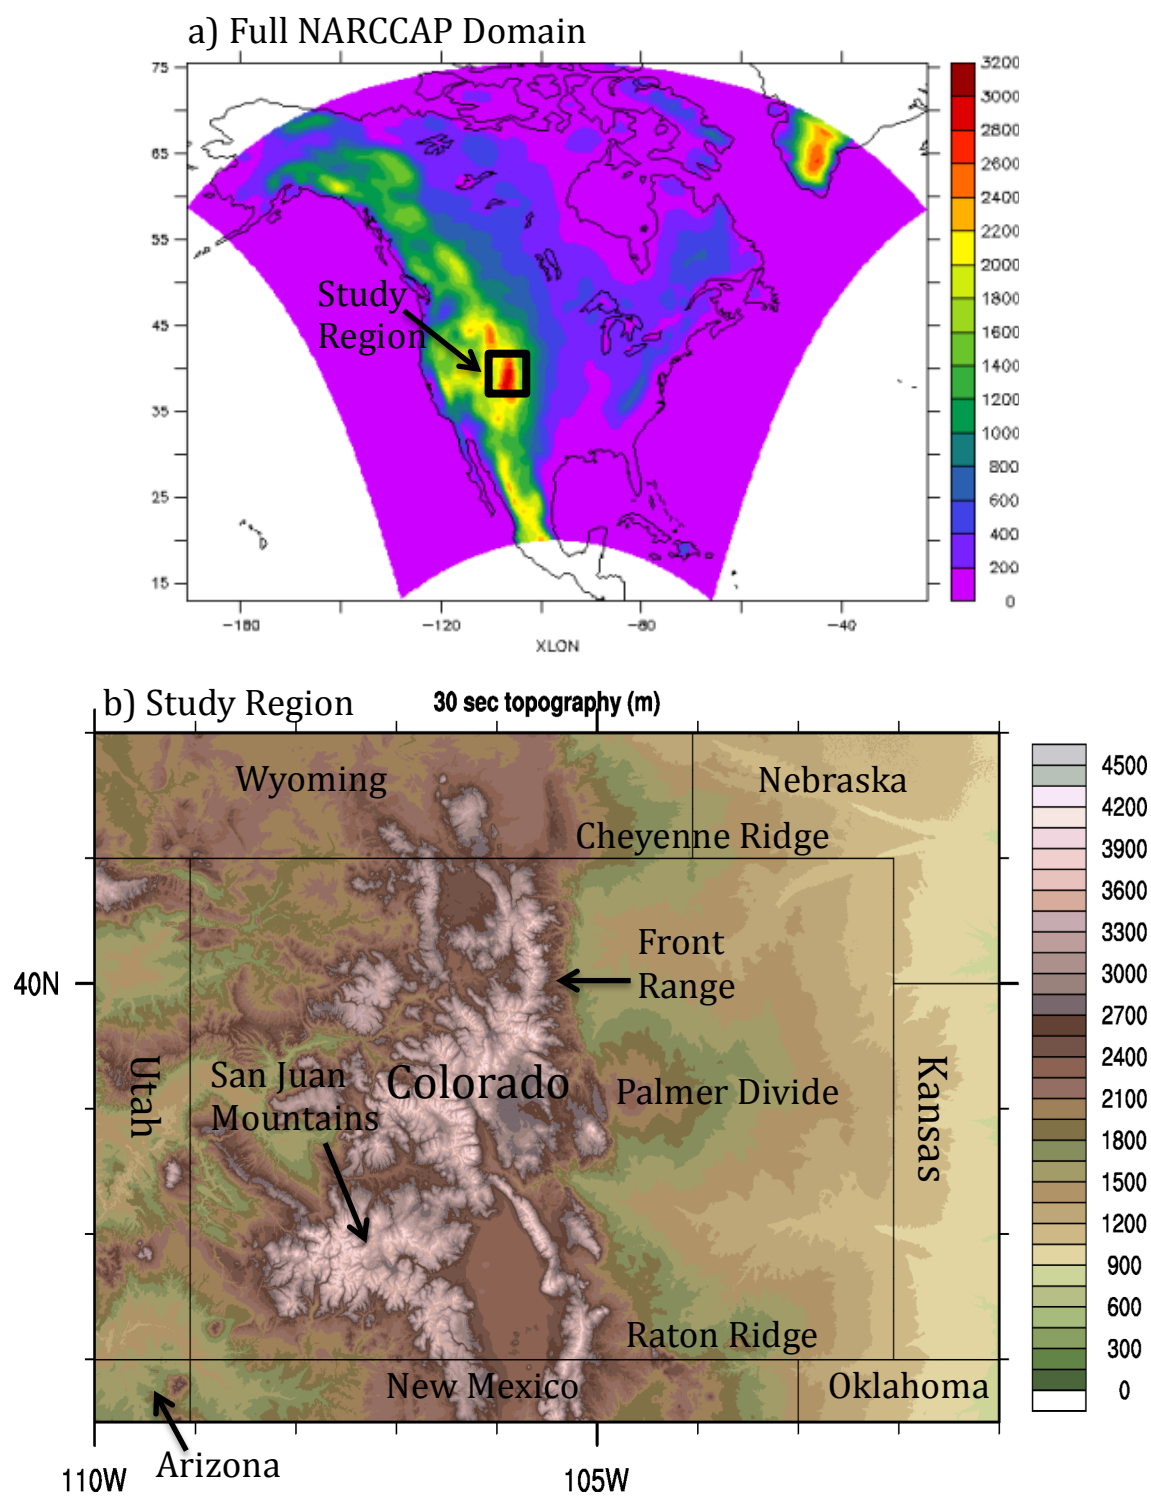 a) Full NARCCAP Domain
75
65
55
45
35
25
15
Study
Region
-160
-120
-80
-40
XLON
3200
3000
2800
2600
2400
2200
2000
1800
1600
1400
1200
1000
800
600
400
200
0
b) Study Region
30 sec topography (m)
Wyoming
Nebraska
Cheyenne Ridge
Front
Range
40N
Utah
San Juan
Mountains
Colorado
Palmer Divide
Kansas
Raton Ridge
New Mexico
Oklahoma
Arizona
110W
105W
4500
4200
3900
3600
3300
3000
2700
2400
2100
1800
1500
1200
900
600
300
0